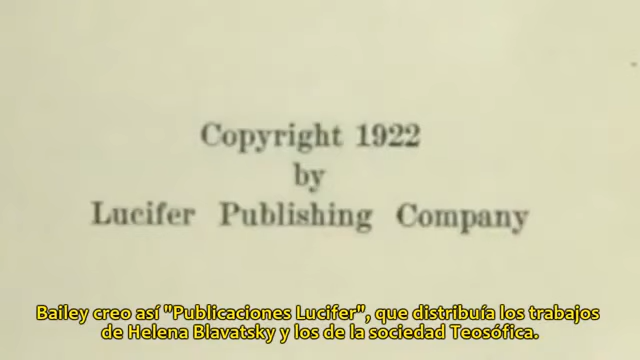 Copyright 1922
by
Lucifer Publishing Company
Bailey creo así "Publicaciones Lucifer", que distribuía los trabajos
de Helena Blavatsky y los de la sociedad Teosófica.